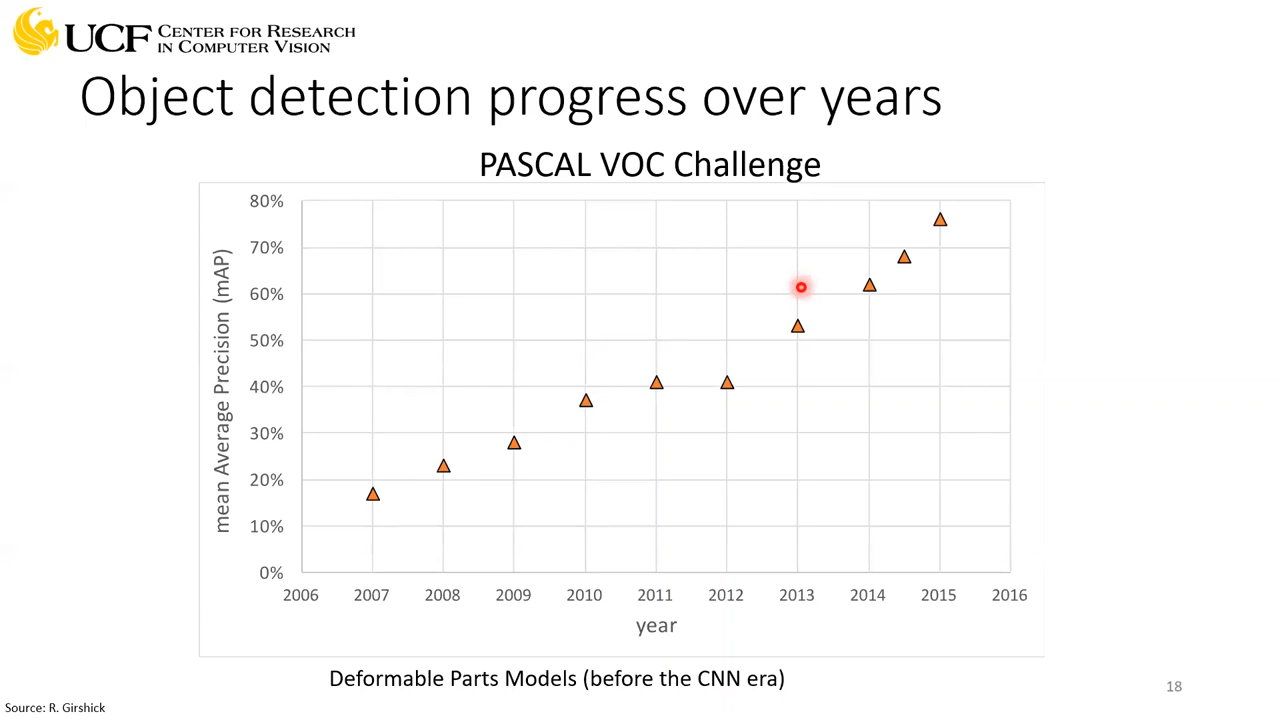 UCF CENTER FOR RESEARCH
IN COMPUTER VISION
Object detection progress over years
PASCAL VOC Challenge
80%
70%
60%
50%
40%
30%
20%
10%
0%
mean Average Precision (mAP)
2006 2007 2008 2009 2010 2011 2012 2013 2014 2015 2016
year
Deformable Parts Models (before the CNN era)
18
Source: R. Girshick